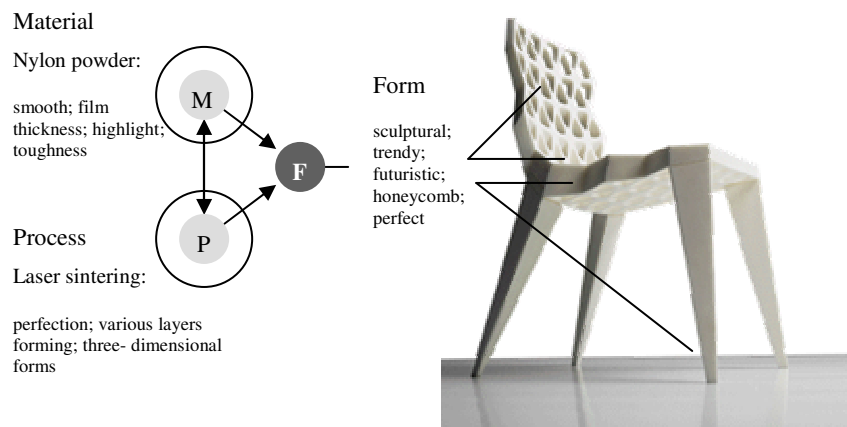 Material
Nylon powder:
smooth; film
thickness; highlight;
toughness
M
P
F
Process
Laser sintering:
perfection; various layers
forming; three- dimensional
forms
Form
sculptural;
trendy;
futuristic;
honeycomb;
perfect